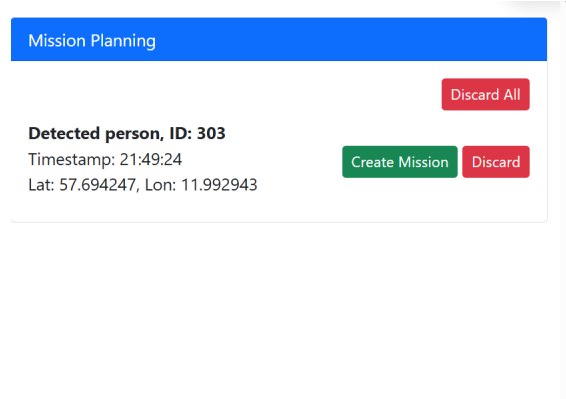 Mission Planning
Discard All
Detected person, ID: 303
Timestamp: 21:49:24
Lat: 57.694247, Lon: 11.992943
Create Mission
Discard